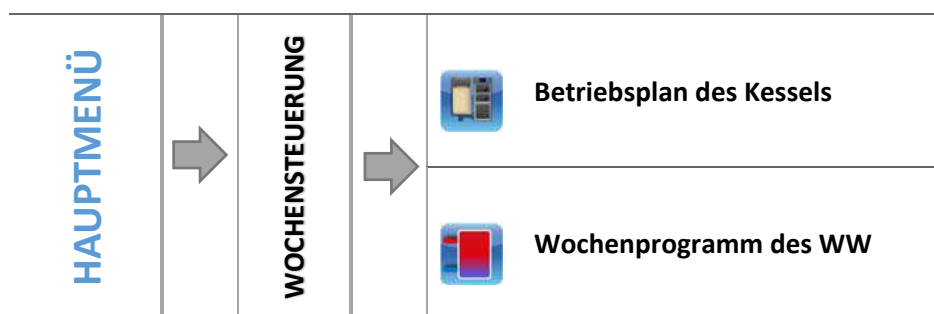 HAUPTMENÜ
WOCHENSTEUERUNG
Betriebsplan des Kessels
Wochenprogramm des WW